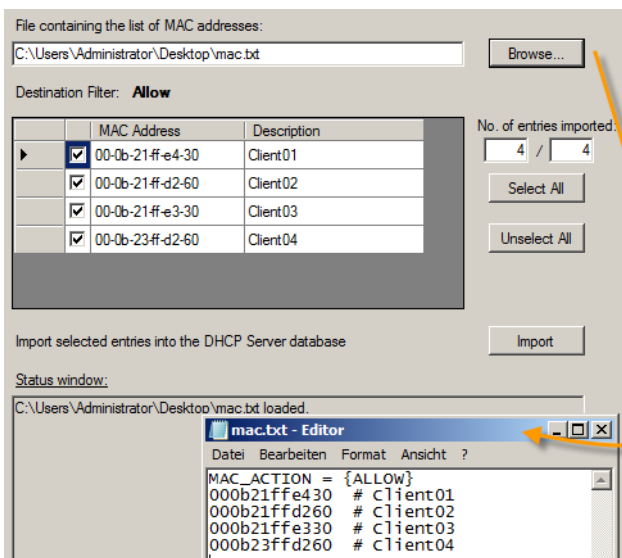 File containing the list of MAC addresses:
C:\Users\Administrator\Desktop\mac.txt
Browse...
Destination Filter: Allow
MAC Address Description
No. of entries imported:
00-0b-21-ff-e4-30 Client01
4 / 4
00-0b-21-ff-d2-60 Client02
Select All
00-0b-21-ff-e3-30 Client03
00-0b-23-ff-d2-60 Client04
Unselect All
Import selected entries into the DHCP Server database
Import
Status window:
C:\Users\Administrator\Desktop\mac.txt loaded.
mac.txt - Editor
Datei Bearbeiten Format Ansicht ?
MAC_ACTION = {ALLOW}
000b21ffe430 # Client01
000b21ffd260 # Client02
000b21ffe330 # Client03
000b23ffd260 # Client04